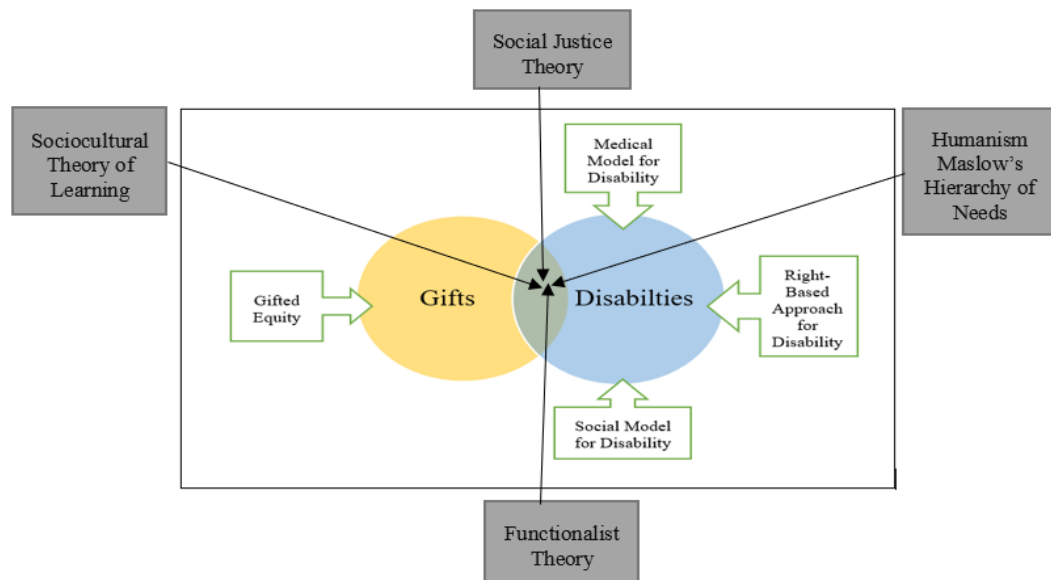 Social Justice
Theory
Sociocultural
Theory of
Learning
Medical
Model for
Disability
Humanism
Maslow's
Hierarchy of
Needs
Gifted
Equity
Gifts
Disabilties
Right-
Based
Approach
for
Disability
Social Model
for Disability
Functionalist
Theory